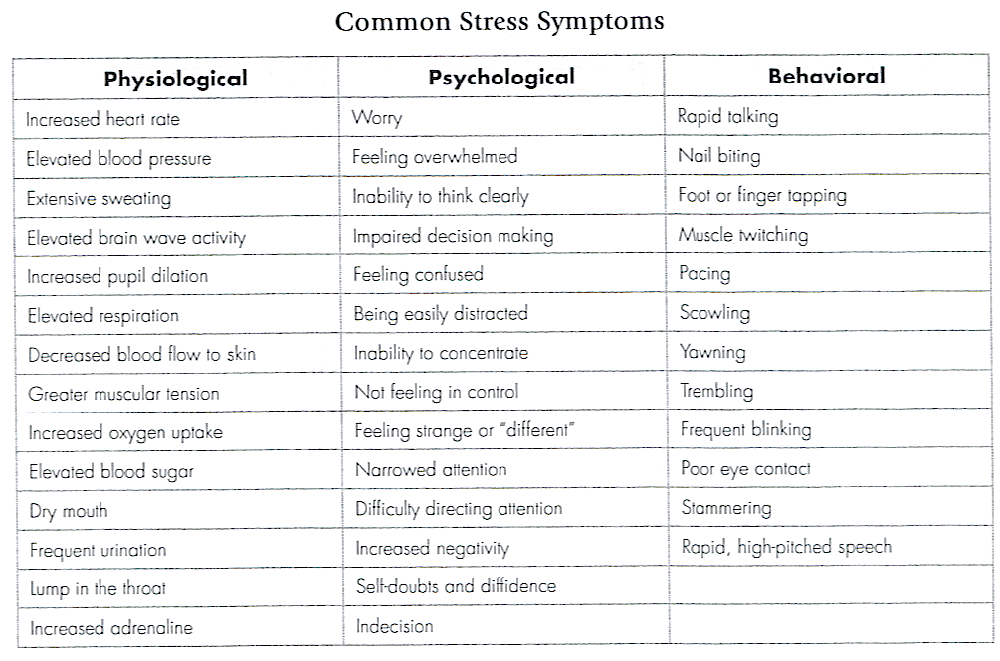 Common Stress Symptoms
Physiological Psychological Behavioral
Increased heart rate Worry Rapid talking
Elevated blood pressure Feeling overwhelmed Nail biting
Extensive sweating Inability to think clearly Foot or finger tapping
Elevated brain wave activity Impaired decision making Muscle twitching
Increased pupil dilation Feeling confused Pacing
Elevated respiration Being easily distracted Scowling
Decreased blood flow to skin Inability to concentrate Yawning
Greater muscular tension Not feeling in control Trembling
Increased oxygen uptake Feeling strange or "different" Frequent blinking
Elevated blood sugar Narrowed attention Poor eye contact
Dry mouth Difficulty directing attention Stammering
Frequent urination Increased negativity Rapid, high-pitched speech
Lump in the throat Self-doubts and diffidence
Increased adrenaline Indecision